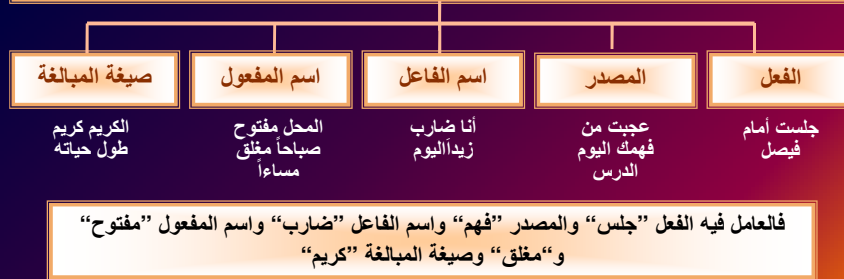 الفعل
المصدر
اسم الفاعل
اسم المفعول
صيغة المبالغة
جلست أمام
فيصل
عجبت من
فهمك اليوم
الدرس
أنا ضارب
زيداًاليوم
المحل مفتوح
صباحاً مغلق
مساءاً
الكريم كريم
طول حياته
فالعامل فيه الفعل ”جلس“ والمصدر ”فهم“ واسم الفاعل ”ضارب“ واسم المفعول ”مفتوح“
و“مغلق“ وصيغة المبالغة ”كريم“